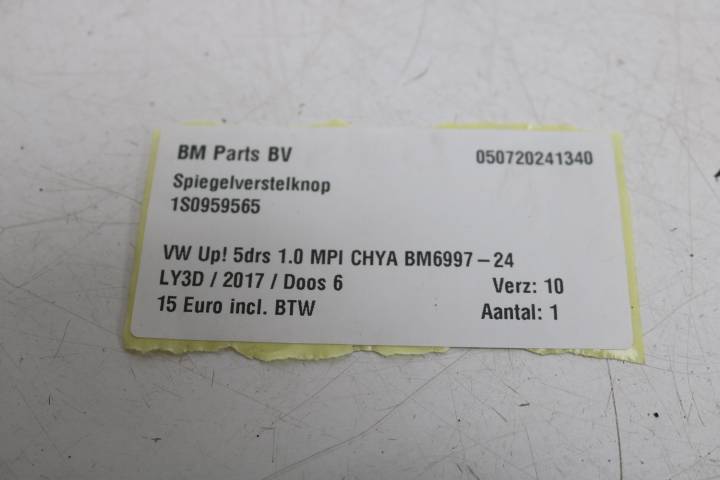 BM Parts BV 050720241340
Spiegelverstelknop
1S0959565
VW Up! 5drs 1.0 MPI CHYA BM6997-24
LY3D / 2017 / Doos 6 Verz: 10
15 Euro incl. BTW Aantal: 1